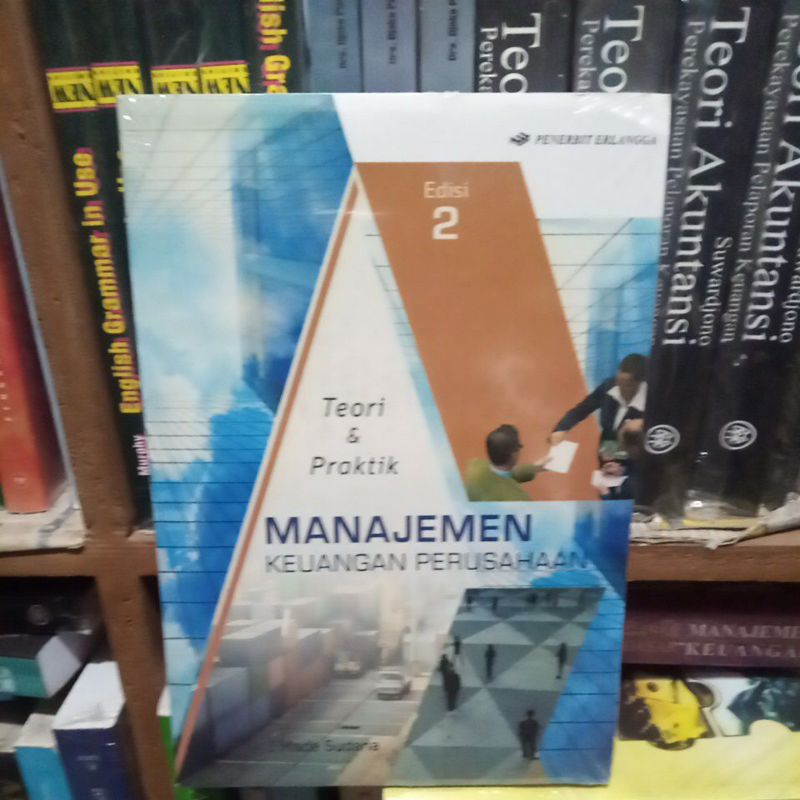 PENERBIT ERLANGGA
Edisi
2
Teori
&
Praktik
MANAJEMEN
KEUANGAN PERUSAHAAN
I Made Sudana
English Grammar in Use
Murphy
Teori Akuntansi
Perekayasaan Pelaporan Keuangan
Suwardjono
Teori Akuntansi
Perekayasaan Pelaporan Keuangan
Suwardjono
MANAJEMEN
KEUANGAN